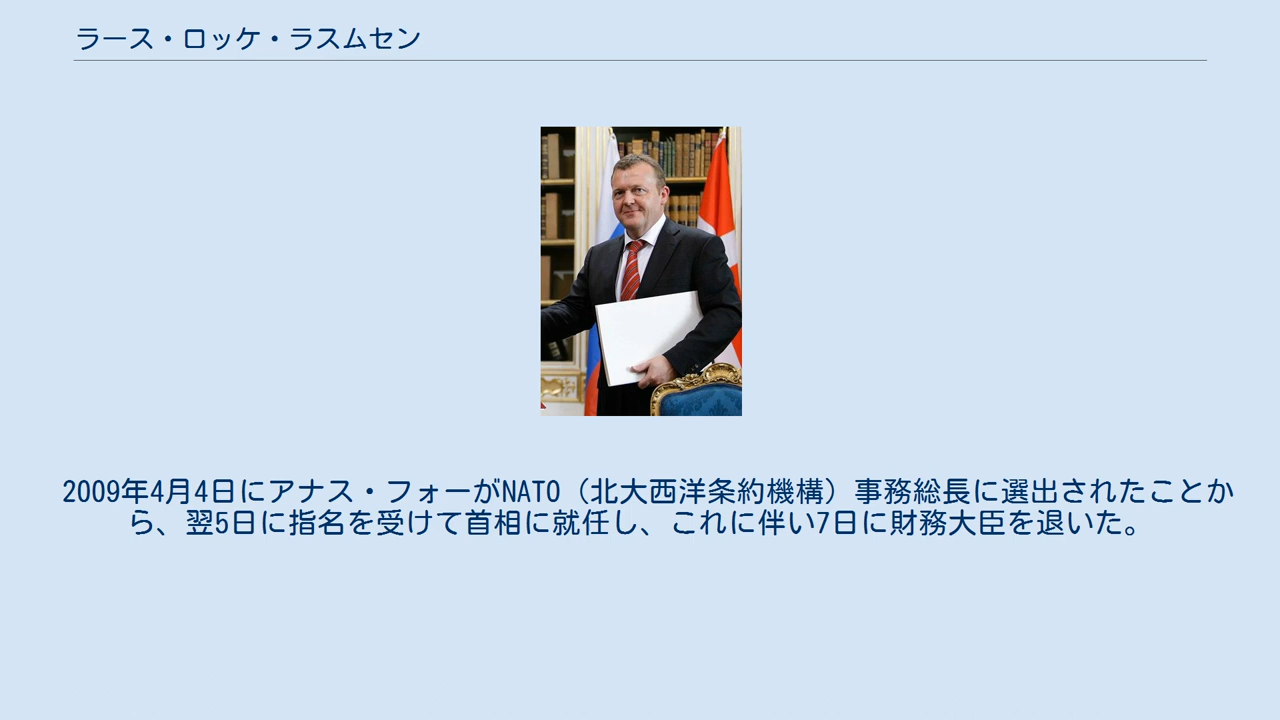 ラース・ロッケ・ラスムセン
2009年4月4日にアナス・フォーがNATO（北大西洋条約機構）事務総長に選出されたことか
ら、翌5日に指名を受けて首相に就任し、これに伴い7日に財務大臣を退いた。